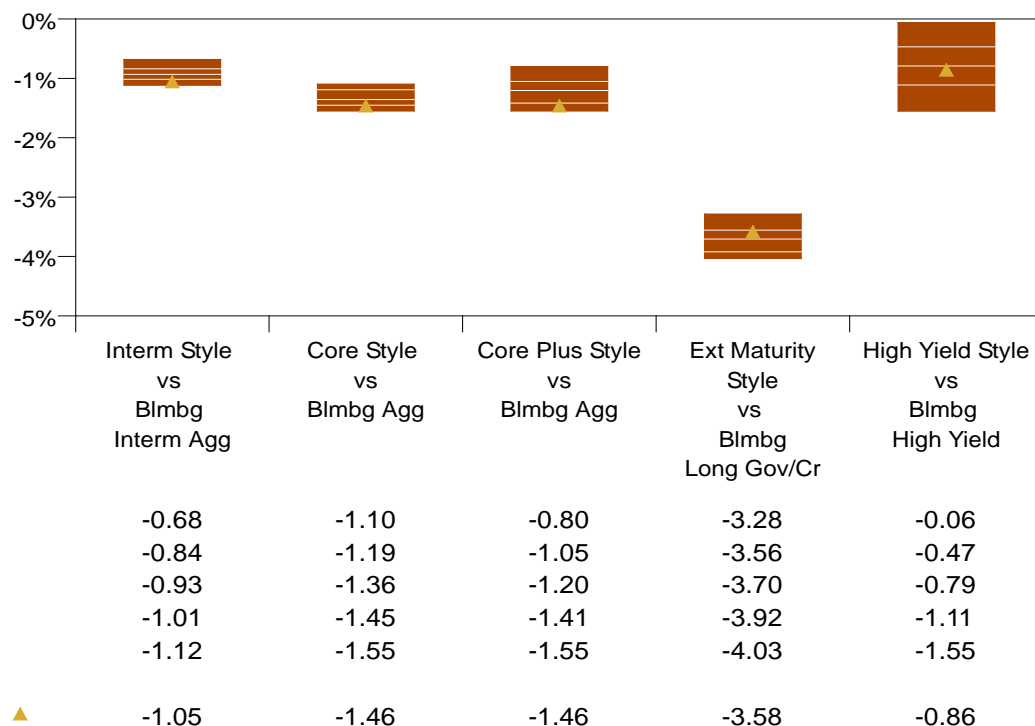 0%
-1%
-2%
-3%
-4%
-5%
Interm Style
vs
Blmbg
Interm Agg
Core Style
vs
Blmbg Agg
Core Plus Style
vs
Blmbg Agg
Ext Maturity
Style
vs
Blmbg
Long Gov/Cr
High Yield Style
vs
Blmbg
High Yield
-0.68 -1.10 -0.80 -3.28 -0.06
-0.84 -1.19 -1.05 -3.56 -0.47
-0.93 -1.36 -1.20 -3.70 -0.79
-1.01 -1.45 -1.41 -3.92 -1.11
-1.12 -1.55 -1.55 -4.03 -1.55
-1.05 -1.46 -1.46 -3.58 -0.86